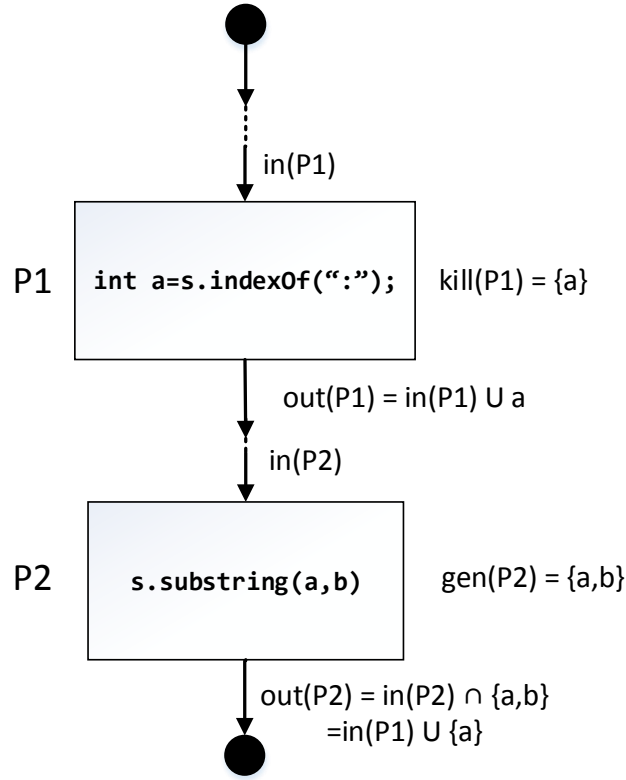 in(P1)
P1
int a=s.indexOf(“:”);
kill(P1) = {a}
out(P1) = in(P1) U a
in(P2)
P2
s.substring(a,b)
gen(P2) = {a,b}
out(P2) = in(P2) ∩ {a,b}
=in(P1) U {a}